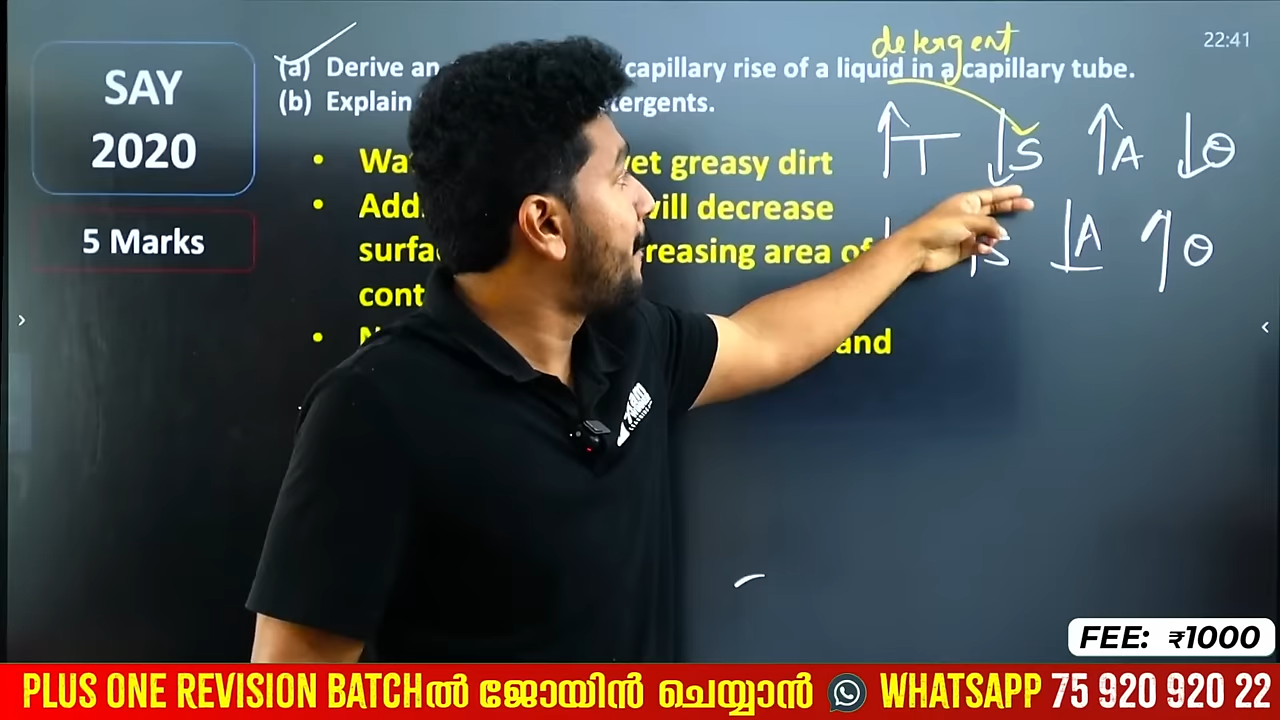 detergent
22:41
SAY
2020
5 Marks
(a) Derive an capillary rise of a liquid in a capillary tube.
(b) Explain tergents.
• Wa et greasy dirt
• Add will decrease
surfa creasing area of
cont
• and
↑T ↓S ↑A ↓θ
S ↓A ↑θ
FEE: ₹1000
PLUS ONE REVISION BATCHൽ ജോയിൻ ചെയ്യാൻ WHATSAPP 75 920 920 22